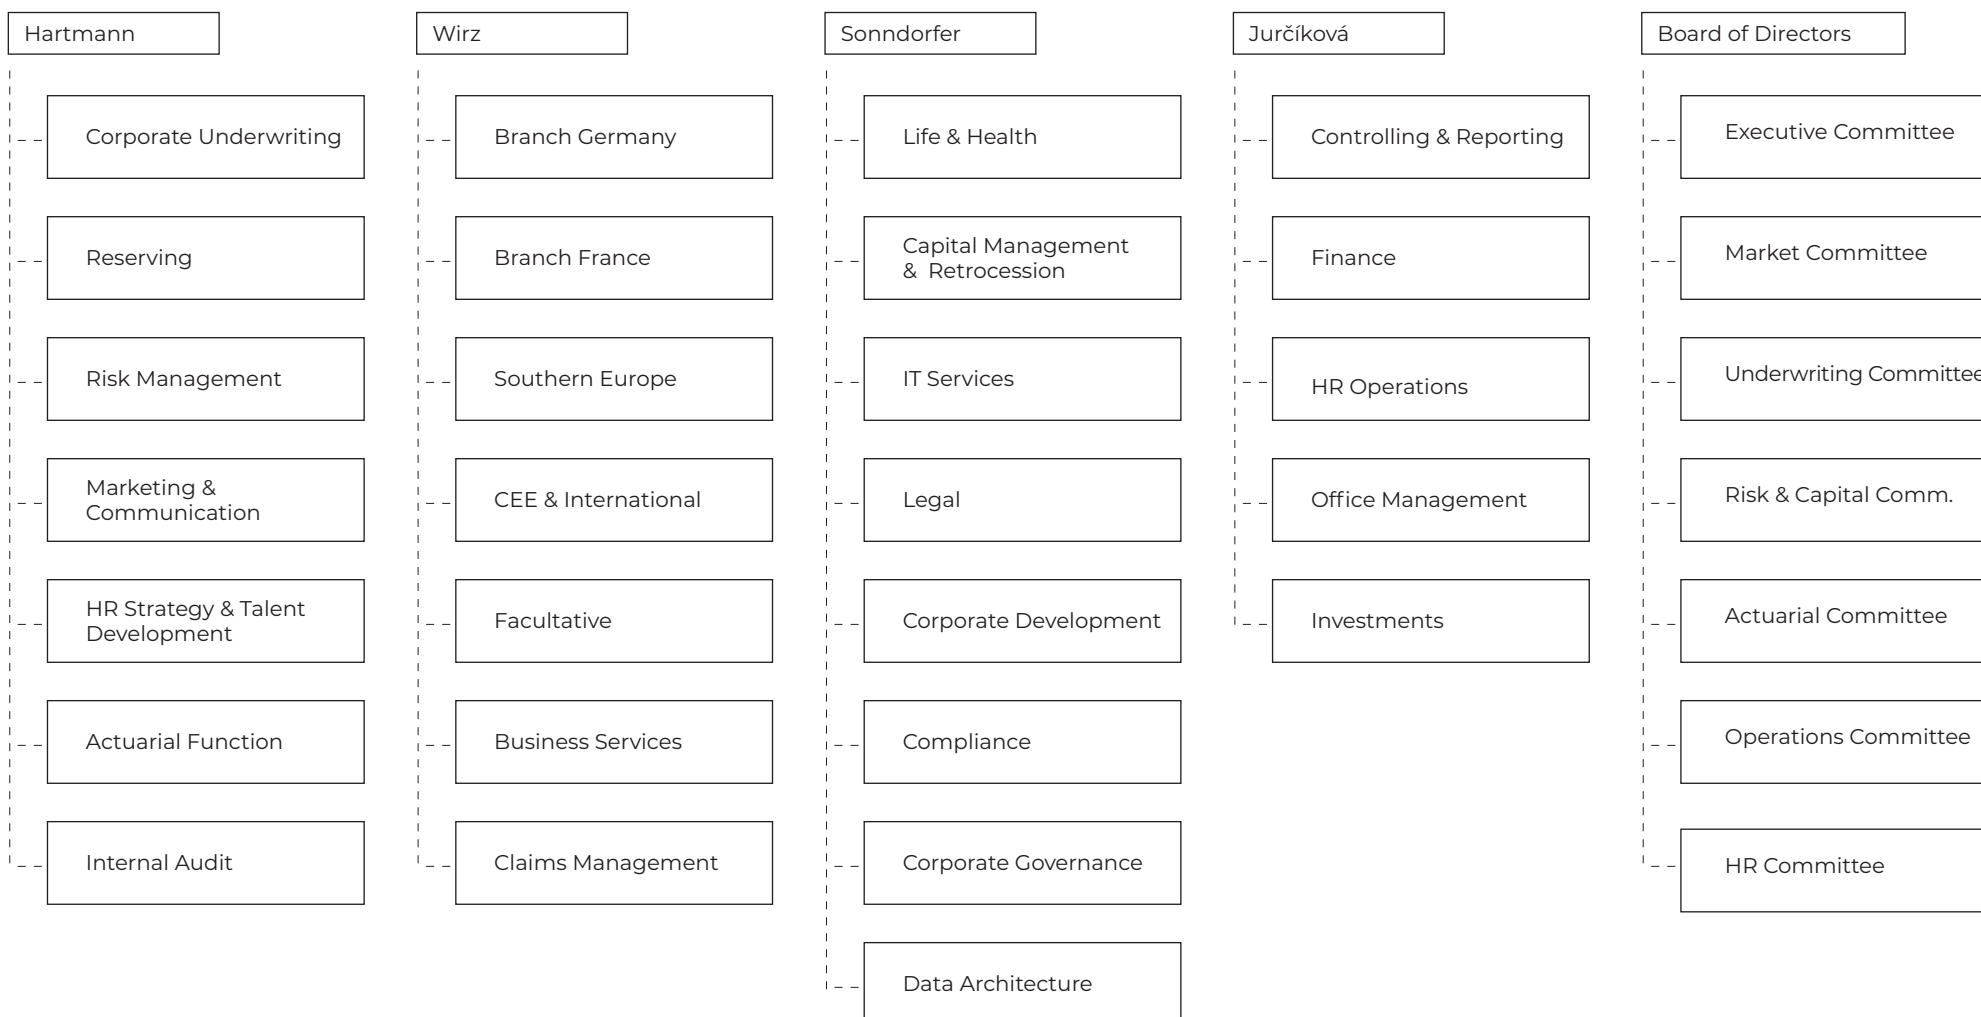 Hartmann
Corporate Underwriting
Reserving
Risk Management
Marketing &
Communication
HR Strategy & Talent
Development
Actuarial Function
Internal Audit
Wirz
Branch Germany
Branch France
Southern Europe
CEE & International
Facultative
Business Services
Claims Management
Sonndorfer
Life & Health
Capital Management
& Retrocession
IT Services
Legal
Corporate Development
Compliance
Corporate Governance
Data Architecture
Jurčíková
Controlling & Reporting
Finance
HR Operations
Office Management
Investments
Board of Directors
Executive Committee
Market Committee
Underwriting Committee
Risk & Capital Comm.
Actuarial Committee
Operations Committee
HR Committee